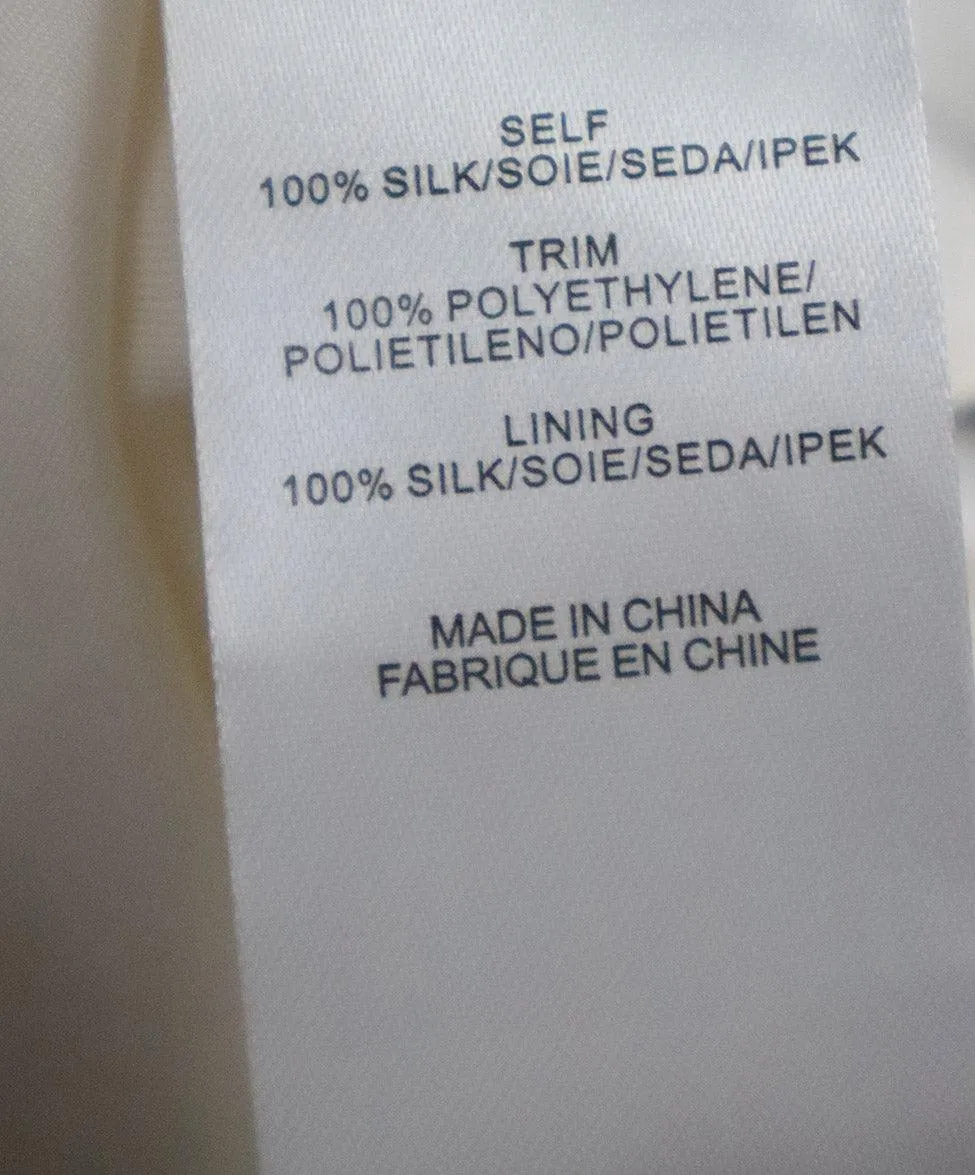 SELF
100% SILK/SOIE/SEDA/IPEK
TRIM
100% POLYETHYLENE/
POLIETILENO/POLIETILEN
LINING
100% SILK/SOIE/SEDA/IPEK
MADE IN CHINA
FABRIQUE EN CHINE